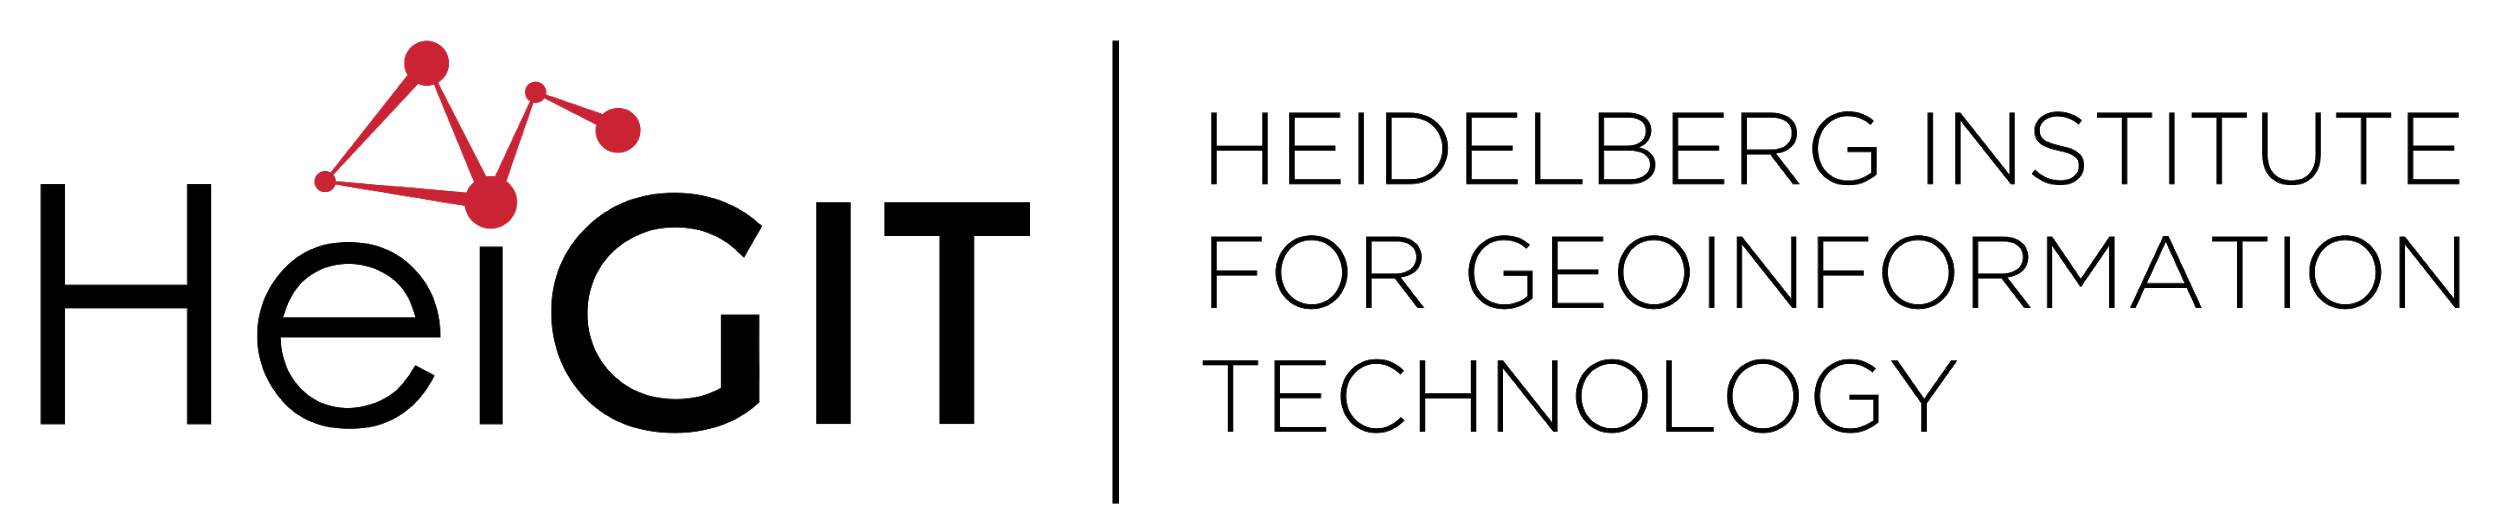 HeiGIT
HEIDELBERG INSTITUTE
FOR GEOINFORMATION
TECHNOLOGY